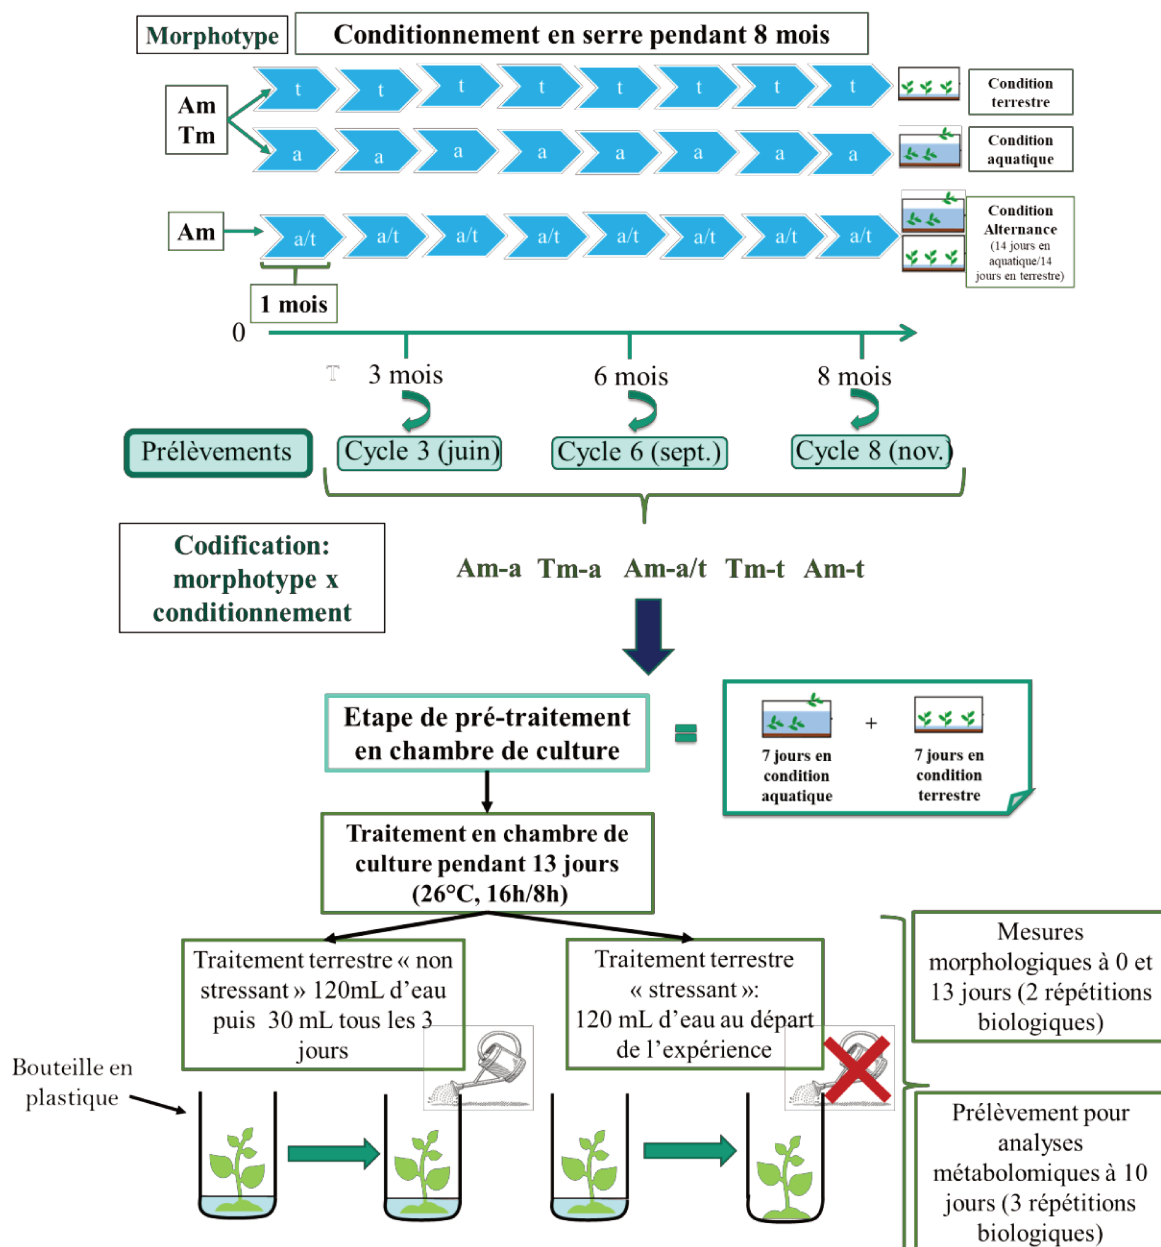 Morphotype
Conditionnement en serre pendant 8 mois
Am
Tm
t t t t t t t t
Condition
terrestre
a a a a a a a a
Condition
aquatique
Am
a/t a/t a/t a/t a/t a/t a/t a/t
Condition
Alternance
(14 jours en
aquatique/14
jours en terrestre)
1 mois
0
T
3 mois
6 mois
8 mois
Prélèvements
Cycle 3 (juin)
Cycle 6 (sept.)
Cycle 8 (nov.)
Codification:
morphotype x
conditionnement
Am-a Tm-a Am-a/t Tm-t Am-t
Etape de pré-traitement
en chambre de culture
=
+
7 jours en
condition
aquatique
7 jours en
condition
terrestre
Traitement en chambre de
culture pendant 13 jours
(26°C, 16h/8h)
Traitement terrestre « non
stressant » 120mL d’eau
puis 30 mL tous les 3
jours
Traitement terrestre
« stressant »:
120 mL d’eau au départ
de l’expérience
Mesures
morphologiques à 0 et
13 jours (2 répétitions
biologiques)
Bouteille en
plastique
Prélèvement pour
analyses
métabolomiques à 10
jours (3 répétitions
biologiques)